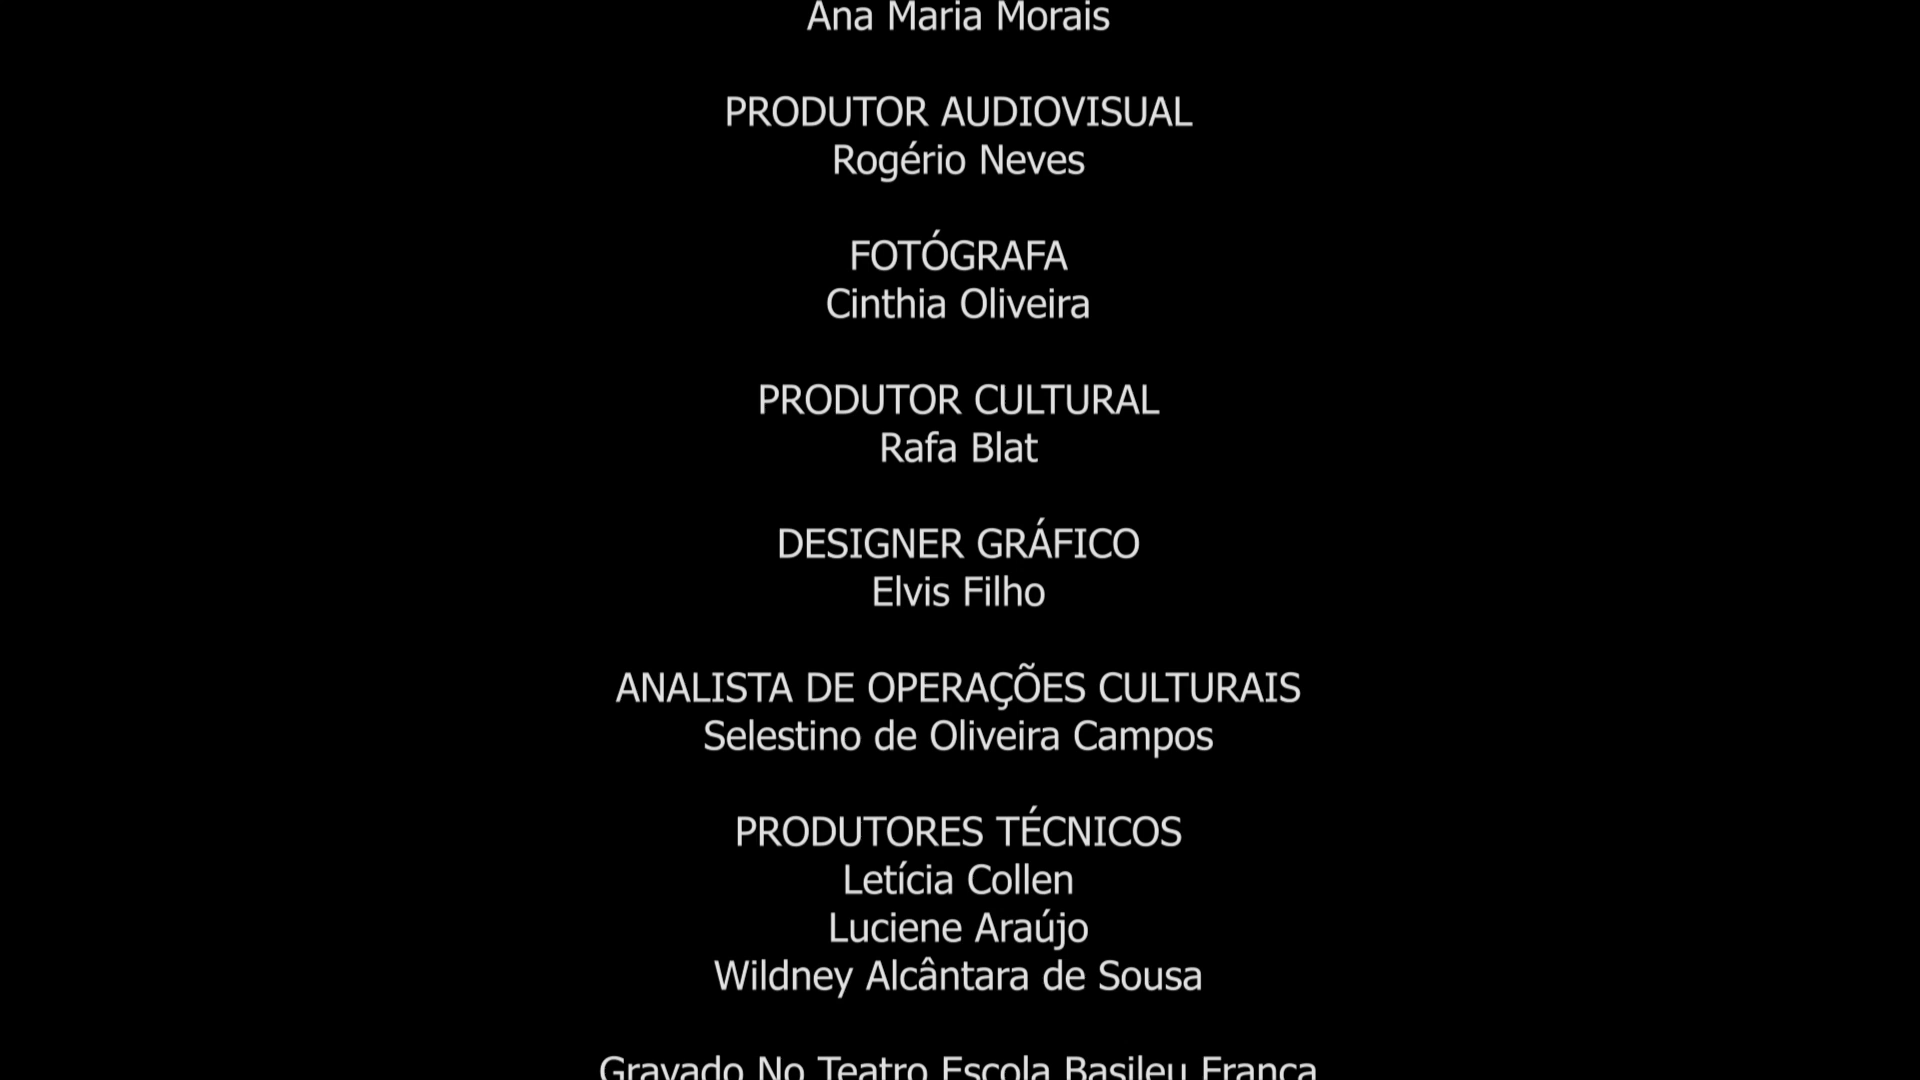 Ana Maria Morais
PRODUTOR AUDIOVISUAL
Rogério Neves
FOTÓGRAFA
Cinthia Oliveira
PRODUTOR CULTURAL
Rafa Blat
DESIGNER GRÁFICO
Elvis Filho
ANALISTA DE OPERAÇÕES CULTURAIS
Selestino de Oliveira Campos
PRODUTORES TÉCNICOS
Letícia Collen
Luciene Araújo
Wildney Alcântara de Sousa
Gravado No Teatro Escola Basileu França